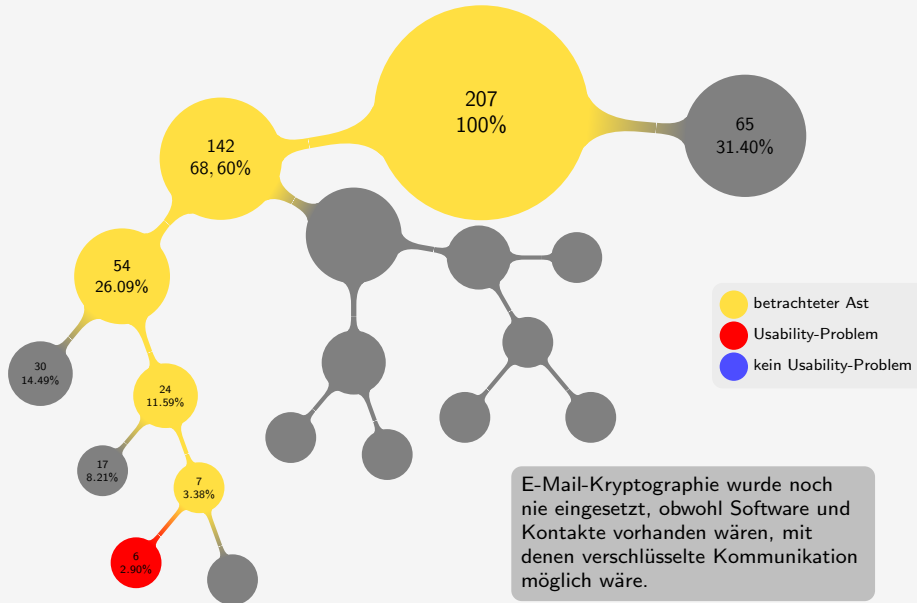 207
100%
65
31.40%
142
68, 60%
54
26.09%
betrachteter Ast
Usability-Problem
kein Usability-Problem
30
14.49%
24
11.59%
17
8.21%
7
3.38%
6
2.90%
E-Mail-Kryptographie wurde noch
nie eingesetzt, obwohl Software und
Kontakte vorhanden wären, mit
denen verschlüsselte Kommunikation
möglich wäre.